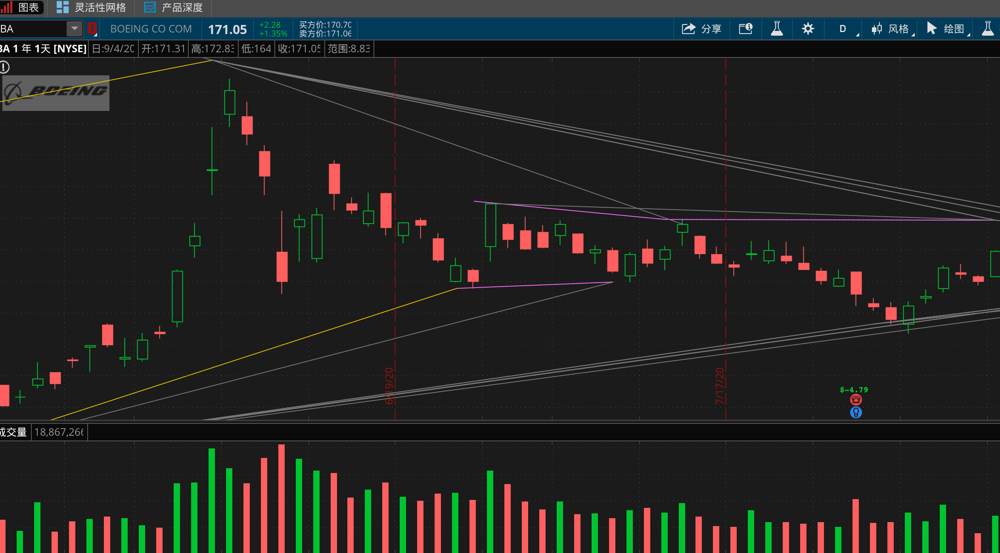 图表 灵活性网格 产品深度
BA 1 BOEING CO COM 171.05 +2.28 买方价:170.70 分享 D 风格 绘图
+1.35% 卖方价:171.06
BA 1 年 1天 [NYSE] 日:9/4/20 开:171.31 高:172.83 低:164 收:171.05 范围:8.83
BOEING
6/19/20
7/17/20
$-4.79
成交量 18,867,266